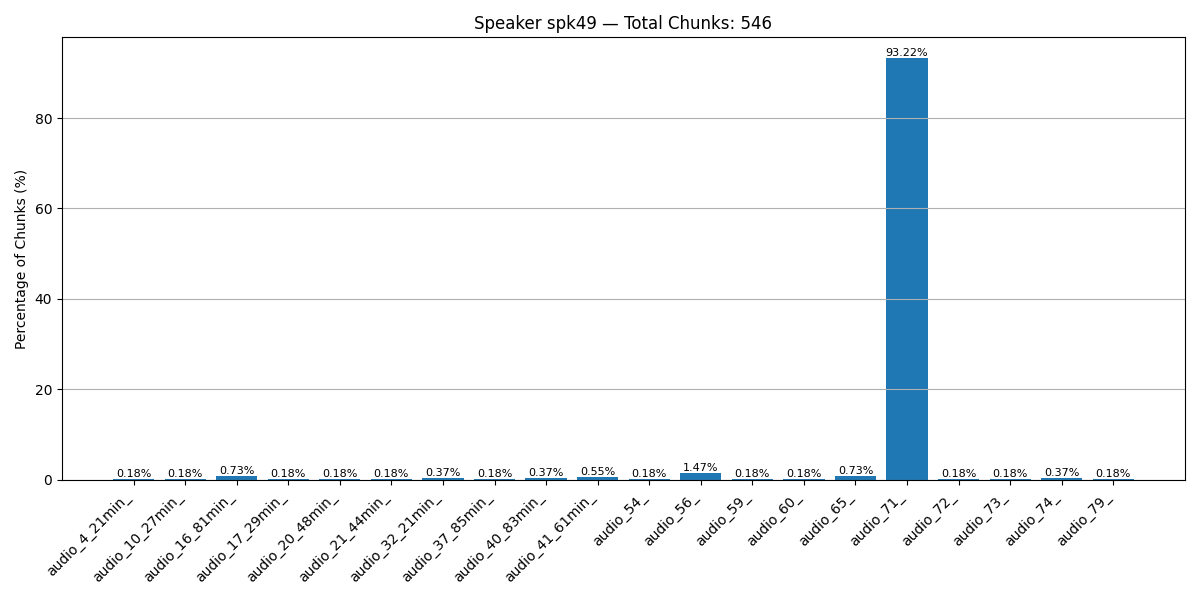 Speaker spk49 — Total Chunks: 546
Percentage of Chunks (%)
80
60
40
20
0
0.18% 0.18% 0.73% 0.18% 0.18% 0.18% 0.37% 0.18% 0.37% 0.55% 0.18% 1.47% 0.18% 0.18% 0.73% 93.22% 0.18% 0.18% 0.37% 0.18%
audio_4_21min_
audio_10_27min_
audio_16_81min_
audio_17_29min_
audio_20_48min_
audio_21_44min_
audio_32_21min_
audio_37_85min_
audio_40_83min_
audio_41_61min_
audio_54_
audio_56_
audio_59_
audio_60_
audio_65_
audio_71_
audio_72_
audio_73_
audio_74_
audio_79_